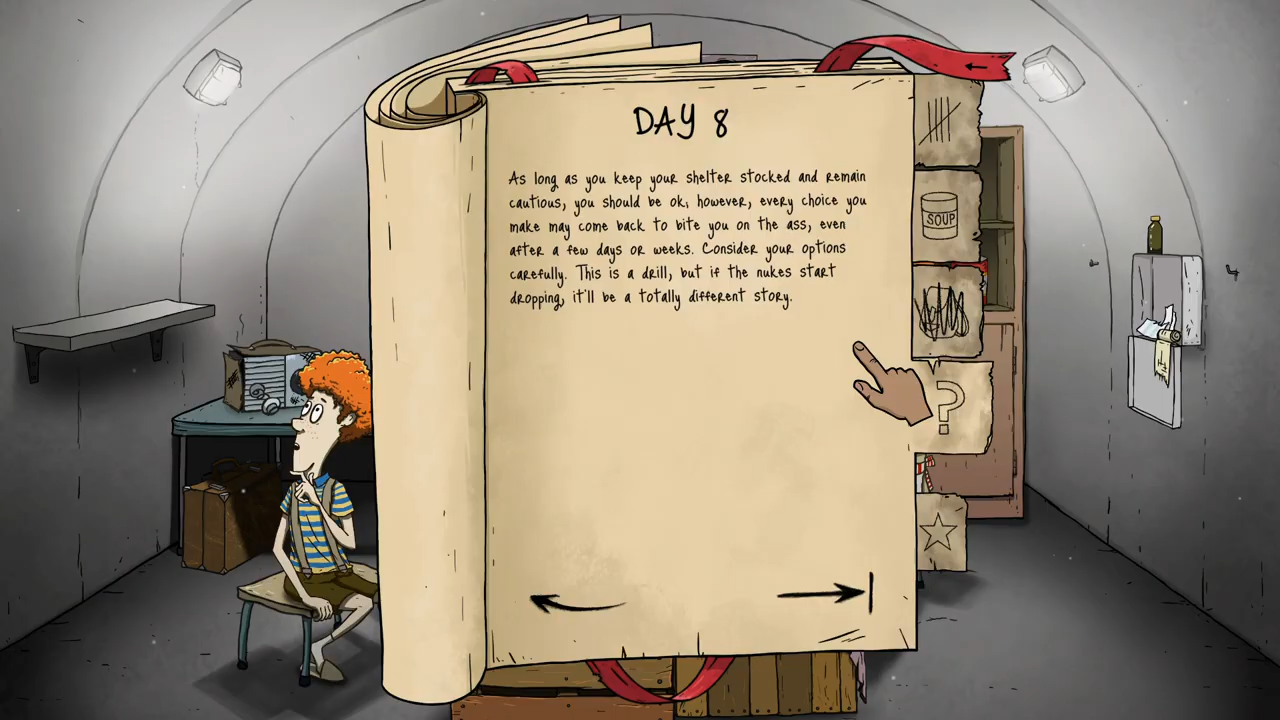 DAY 8
As long as you keep your shelter stocked and remain
cautious, you should be ok; however, every choice you
make may come back to bite you on the ass, even
after a few days or weeks. Consider your options
carefully. This is a drill, but if the nukes start
dropping, it'll be a totally different story.
SOUP
?